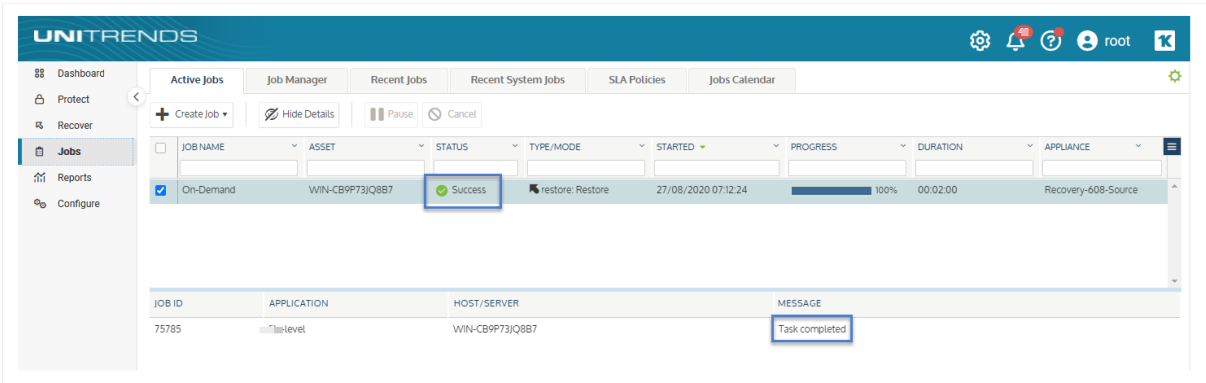 UNITRENDS
root
Dashboard
Protect
Recover
Jobs
Reports
Configure
Active Jobs Job Manager Recent Jobs Recent System Jobs SLA Policies Jobs Calendar
Create Job Hide Details Pause Cancel
JOB NAME ASSET STATUS TYPE/MODE STARTED PROGRESS DURATION APPLIANCE
On-Demand WIN-CB9P73JQ8B7 Success restore: Restore 27/08/2020 07:12:24 100% 00:02:00 Recovery-608-Source
JOB ID APPLICATION HOST/SERVER MESSAGE
75785 -level WIN-CB9P73JQ8B7 Task completed